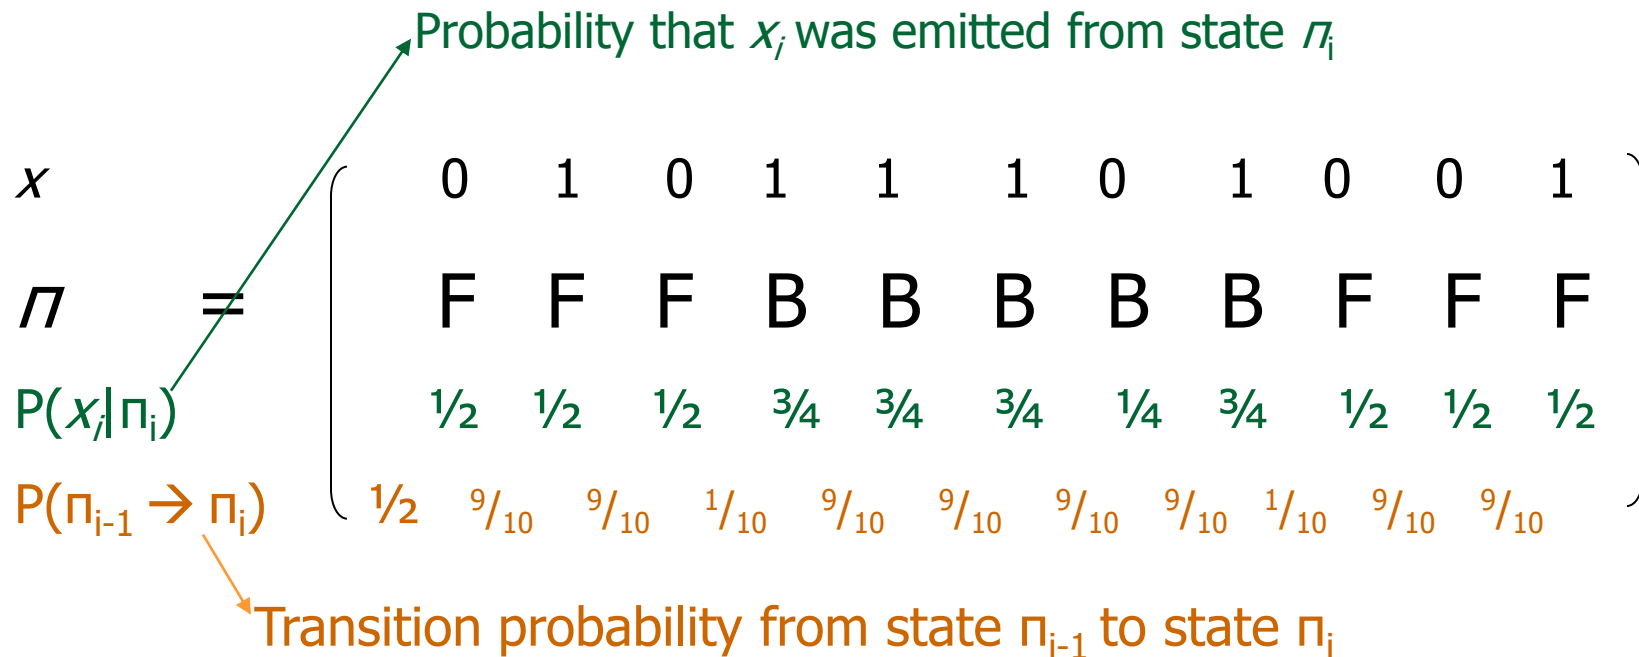 Probability that xᵢ was emitted from state πᵢ
x 0 1 0 1 1 1 0 1 0 0 1
π = F F F B B B B B F F F
P(xᵢ|πᵢ) ½ ½ ½ ¾ ¾ ¾ ¼ ¾ ½ ½ ½
P(πᵢ₋₁ → πᵢ) ½ ⁹/₁₀ ⁹/₁₀ ¹/₁₀ ⁹/₁₀ ⁹/₁₀ ⁹/₁₀ ⁹/₁₀ ¹/₁₀ ⁹/₁₀ ⁹/₁₀
Transition probability from state πᵢ₋₁ to state πᵢ